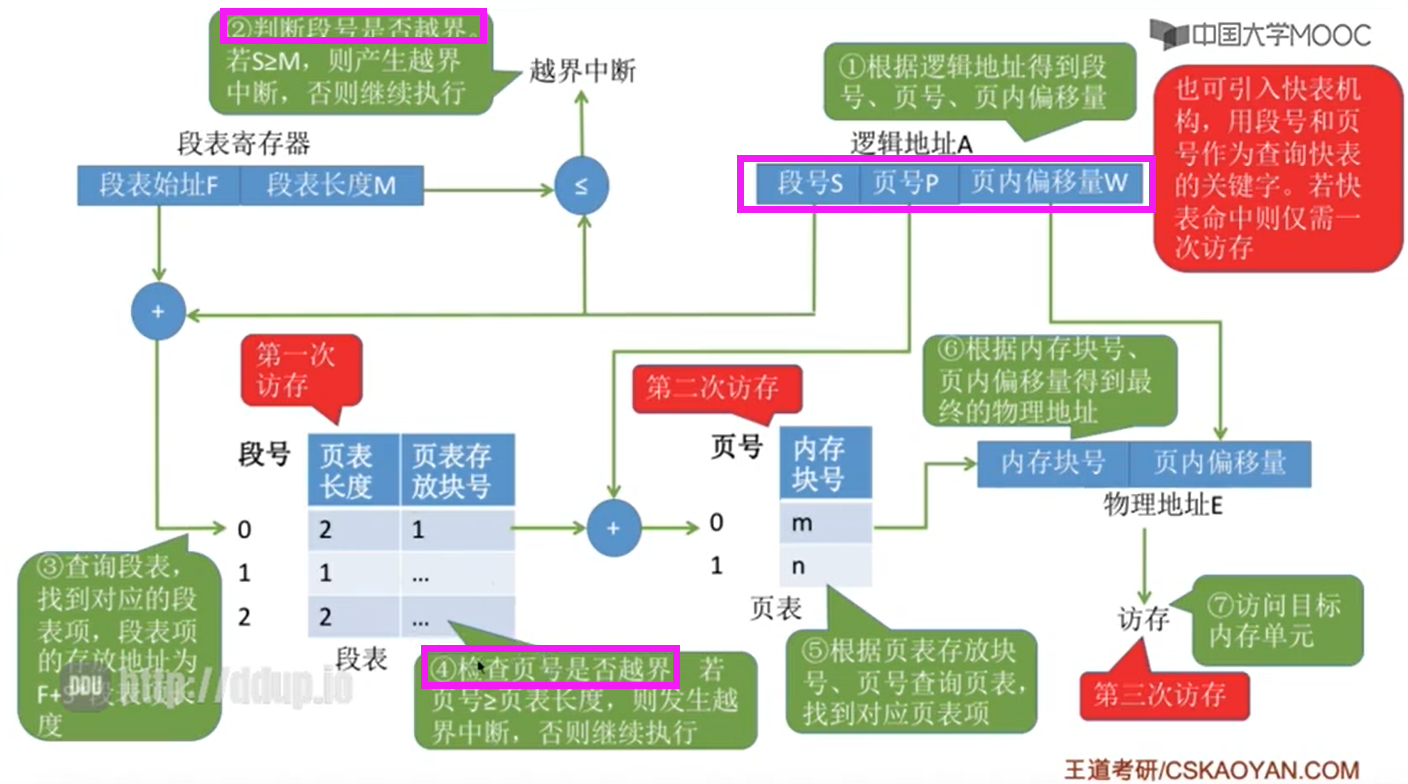 ②判断段号是否越界。
若S≥M，则产生越界
中断，否则继续执行
越界中断
①根据逻辑地址得到段
号、页号、页内偏移量
中国大学MOOC
也可引入快表机
构，用段号和页
号作为查询快表
的关键字。若快
表命中则仅需一
次访存
段表寄存器
段表始址F 段表长度M
≤
逻辑地址A
段号S 页号P 页内偏移量W
+
第一次
访存
第二次访存
⑥根据内存块号、
页内偏移量得到最
终的物理地址
段号 页表长度 页表存放块号
0 2 1
1 1 ...
2 2 ...
段表
+
页号 内存块号
0 m
1 n
页表
内存块号 页内偏移量
物理地址E
③查询段表，
找到对应的段
表项，段表项
的存放地址为
F+S*段表项长
度
DDU http://ddup.io
④检查页号是否越界 若
页号≥页表长度，则发生越
界中断，否则继续执行
⑤根据页表存放块
号、页号查询页表，
找到对应页表项
访存
⑦访问目标
内存单元
第三次访存
王道考研/CSKAOYAN.COM